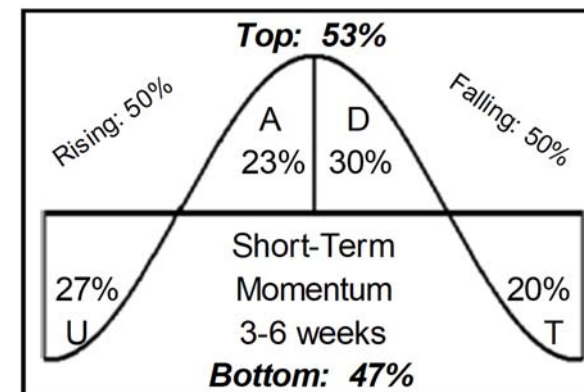 Top: 53%
Rising: 50%
Falling: 50%
A
D
23%
30%
Short-Term
27%
Momentum
20%
U
3-6 weeks
T
Bottom: 47%